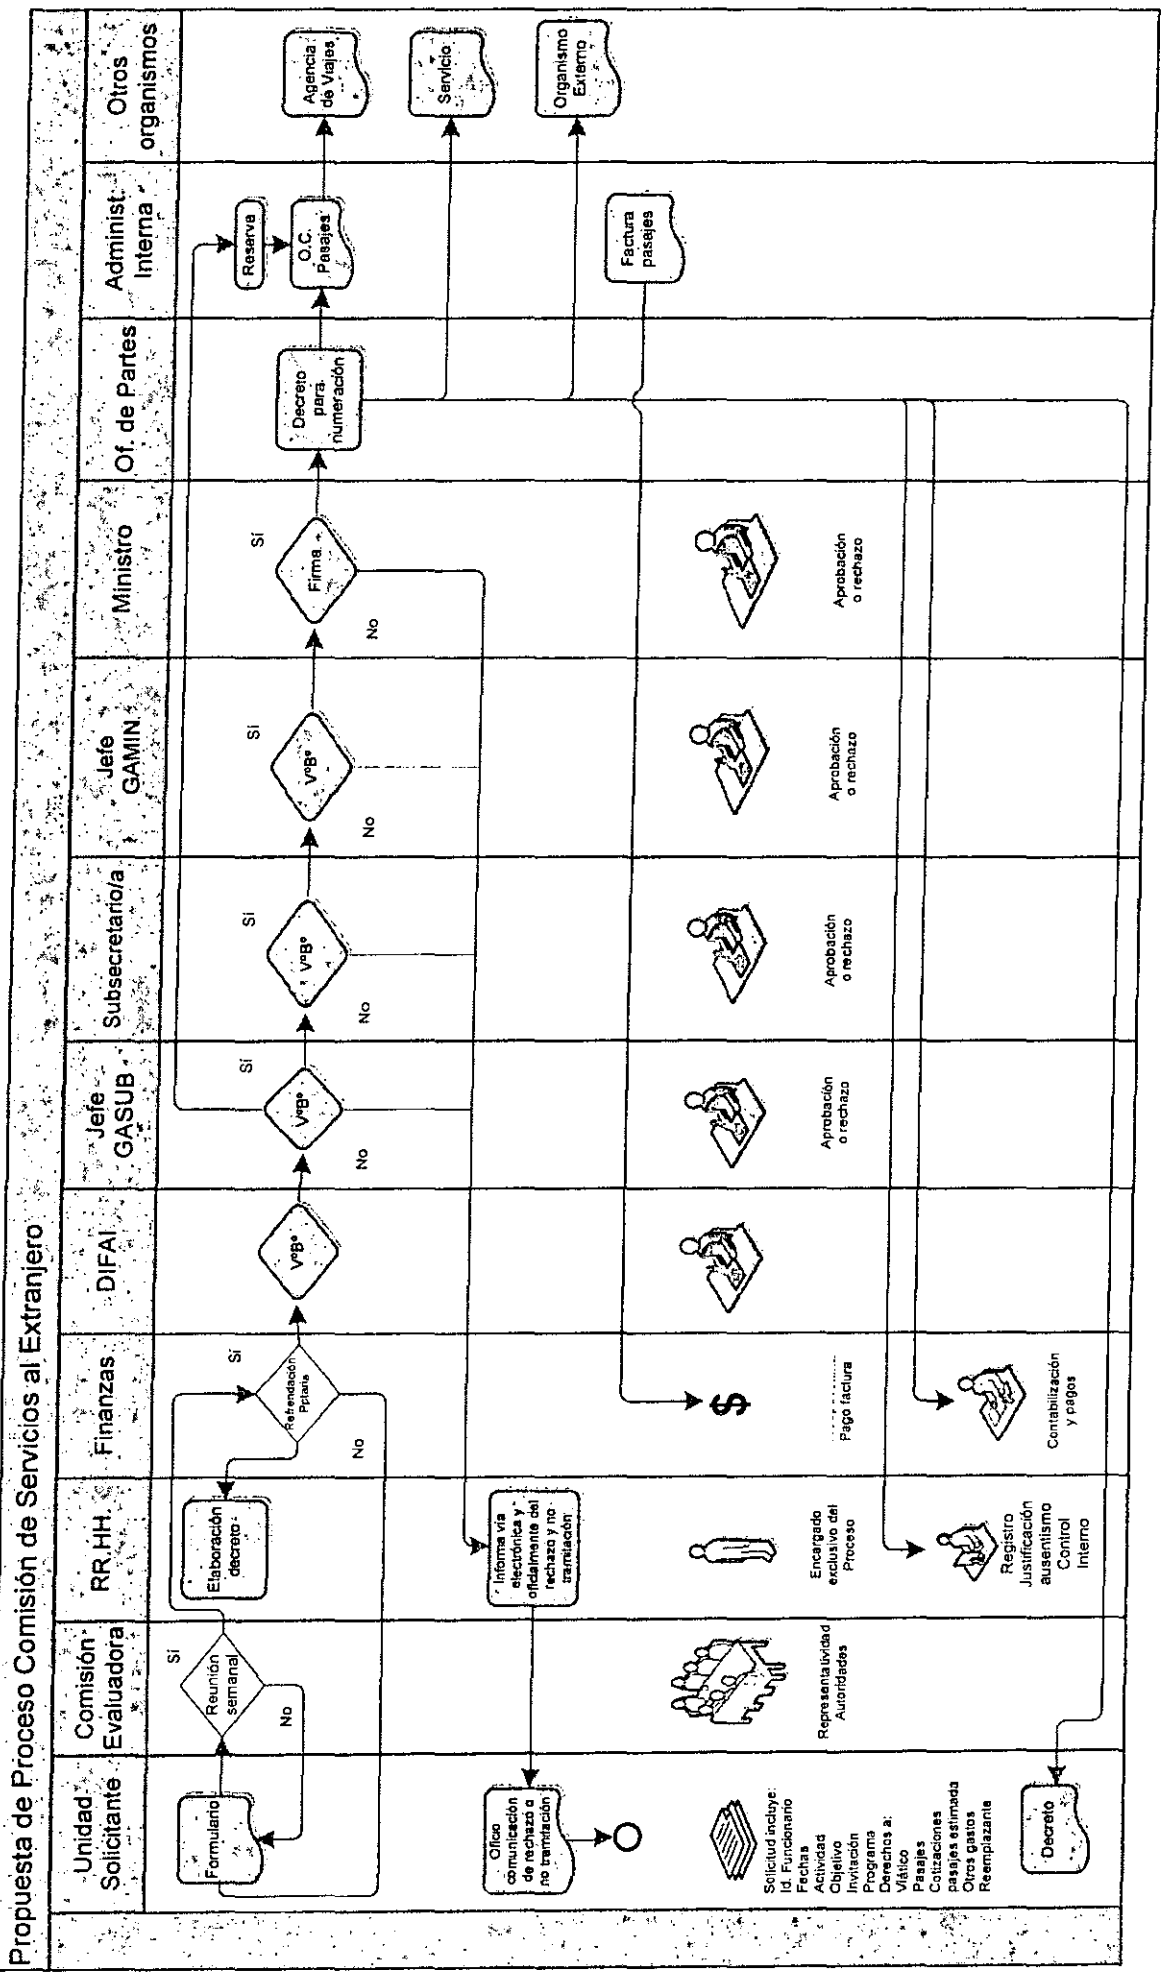 Propuesta de Proceso Comisión de Servicios al Extranjero
Unidad
Solicitante
Comisión
Evaluadora
RR.HH.
Finanzas
DIFAI
Jefe
GASUB
Subsecretario/a
Jefe
GAMIN
Ministro
Of. de Partes
Administ.
Interna
Otros
organismos
Formulario
Reunión
semanal
Sí
No
Elaboración
decreto
Refrendación
Pptaria
Sí
No
VºBº
VºBº
Sí
No
VºBº
Sí
No
VºBº
Sí
No
Firma
Sí
No
Decreto
para
numeración
Reserva
O.C.
Pasajes
Agencia
de Viajes
Servicio
Organismo
Externo
Factura
pasajes
Oficio
comunicación
de rechazo o
no tramitación
Informa vía
electrónica y
oficialmente del
rechazo y no
tramitación
Solicitud incluye:
Id. Funcionario
Fechas
Actividad
Objetivo
Invitación
Programa
Derechos a:
Viático
Pasajes
Cotizaciones
pasajes estimada
Otros gastos
Reemplazante
Representatividad
Autoridades
Encargado
exclusivo del
Proceso
$
Pago factura
Aprobación
o rechazo
Aprobación
o rechazo
Aprobación
o rechazo
Aprobación
o rechazo
Decreto
Registro
Justificación
ausentismo
Control
Interno
Contabilización
y pagos